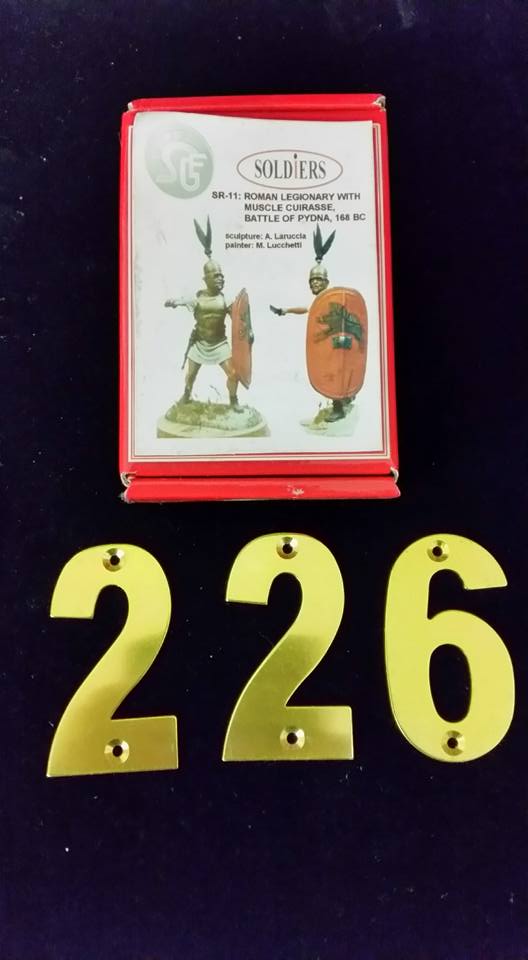 SGF
SOLDIERS
SR-11: ROMAN LEGIONARY WITH
MUSCLE CUIRASSE,
BATTLE OF PYDNA, 168 BC
sculpture: A. Laruccia
painter: M. Lucchetti
226